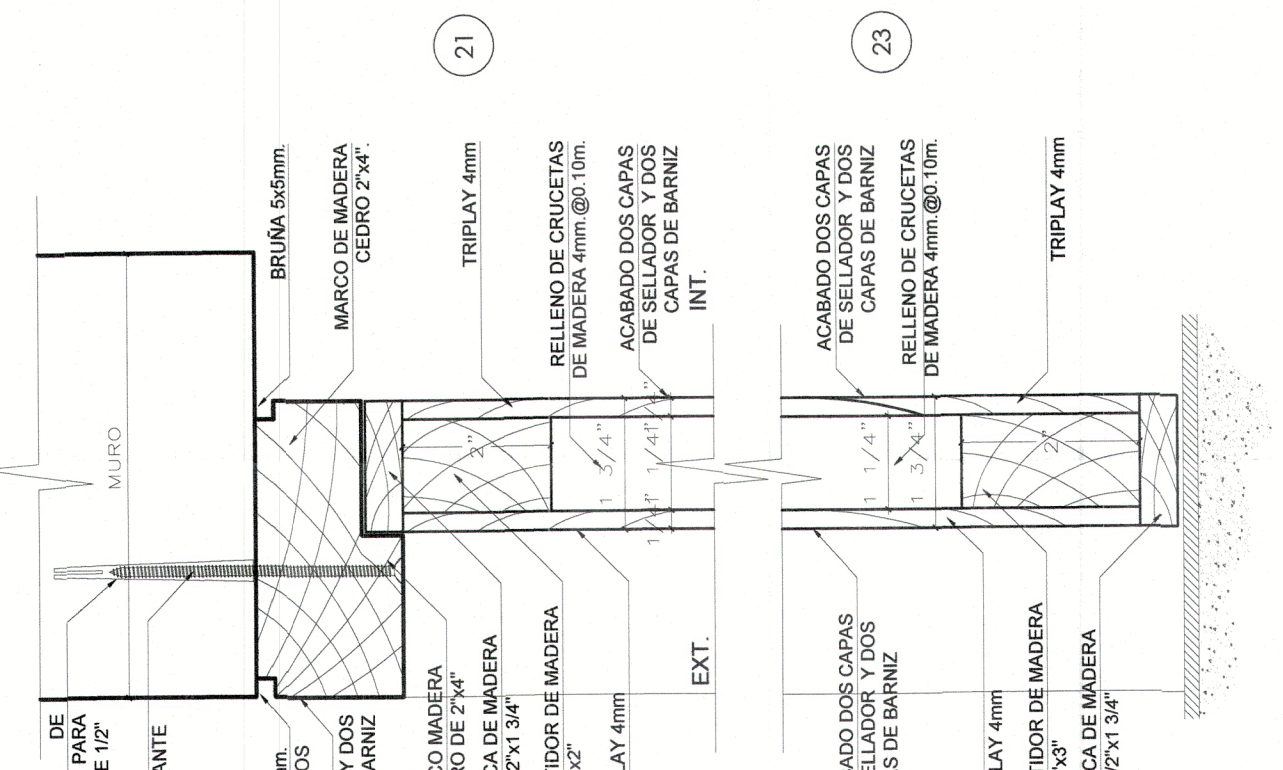 21
BRUÑA 5x5mm.
MARCO DE MADERA
CEDRO 2"x4".
TRIPLAY 4mm
RELLENO DE CRUCETAS
DE MADERA 4mm.@0.10m.
ACABADO DOS CAPAS
DE SELLADOR Y DOS
CAPAS DE BARNIZ
INT.
23
ACABADO DOS CAPAS
DE SELLADOR Y DOS
CAPAS DE BARNIZ
RELLENO DE CRUCETAS
DE MADERA 4mm.@0.10m.
TRIPLAY 4mm
MURO
2"
1 3/4"
1/4"
1 1/4"
1/4"
1 1/4"
1 3/4"
2"
DE
PARA
E 1/2"
ANTE
m.
OS
Y DOS
ARNIZ
CO MADERA
RO DE 2"x4"
CA DE MADERA
2"x1 3/4"
TIDOR DE MADERA
x2"
LAY 4mm
EXT.
ADO DOS CAPAS
ELLADOR Y DOS
S DE BARNIZ
LAY 4mm
TIDOR DE MADERA
"x3"
CA DE MADERA
/2"x1 3/4"